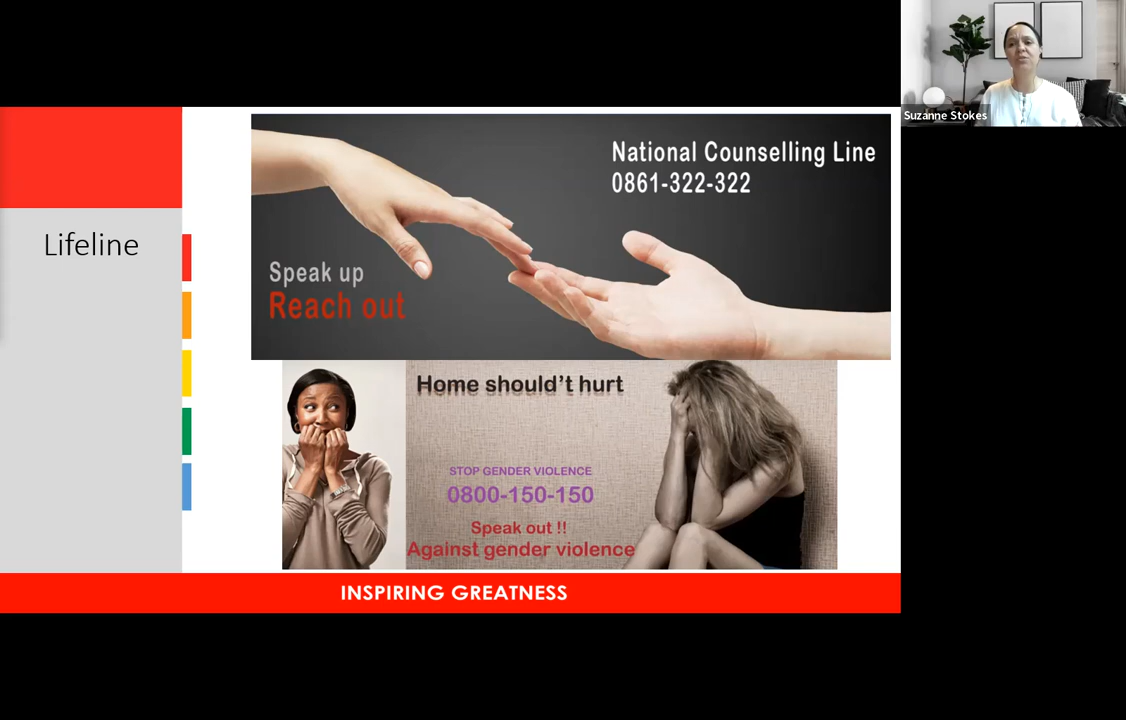 Suzanne Stokes
Lifeline
National Counselling Line
0861-322-322
Speak up
Reach out
Home should't hurt
STOP GENDER VIOLENCE
0800-150-150
Speak out !!
Against gender violence
INSPIRING GREATNESS